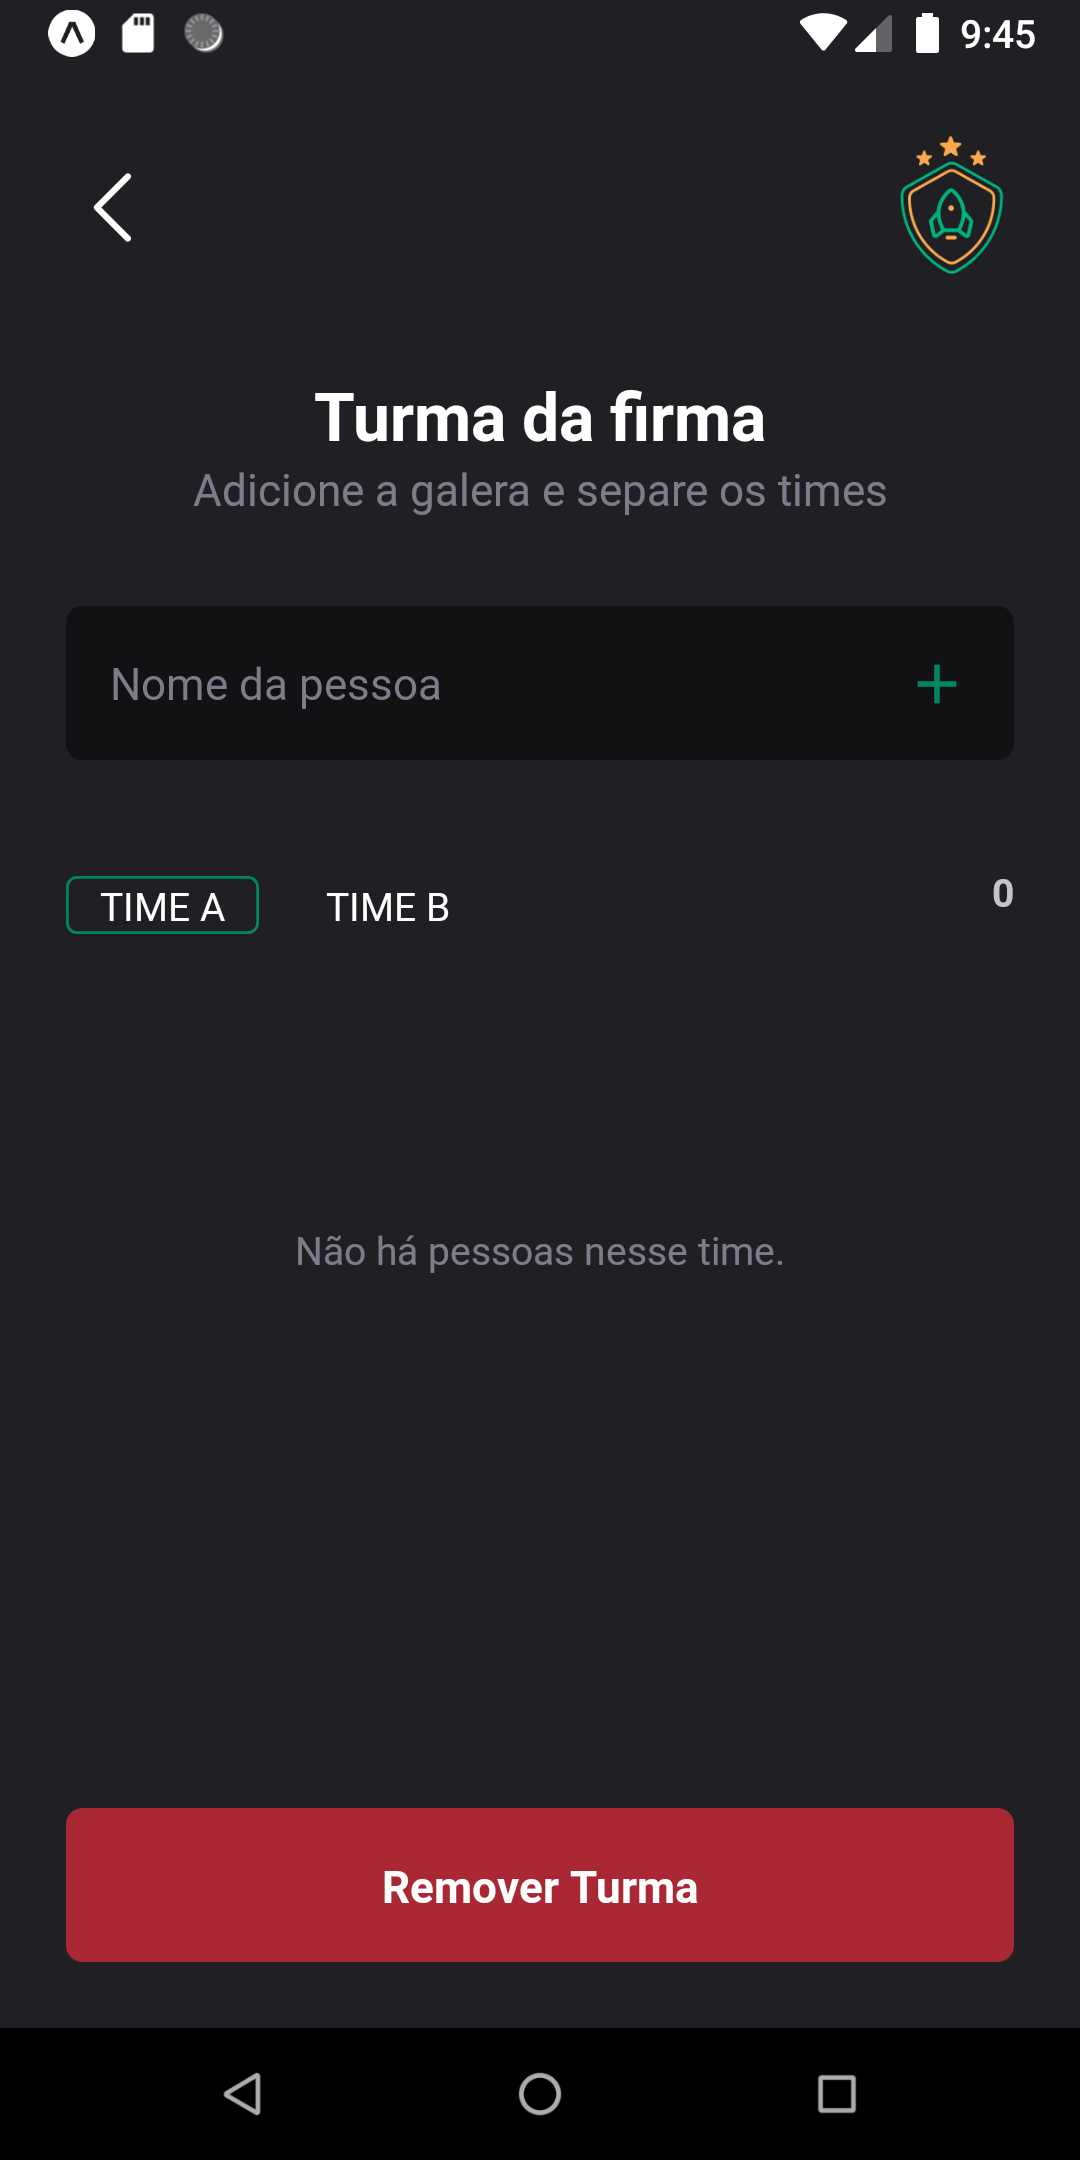 9:45
Turma da firma
Adicione a galera e separe os times
Nome da pessoa
TIME A TIME B 0
Não há pessoas nesse time.
Remover Turma